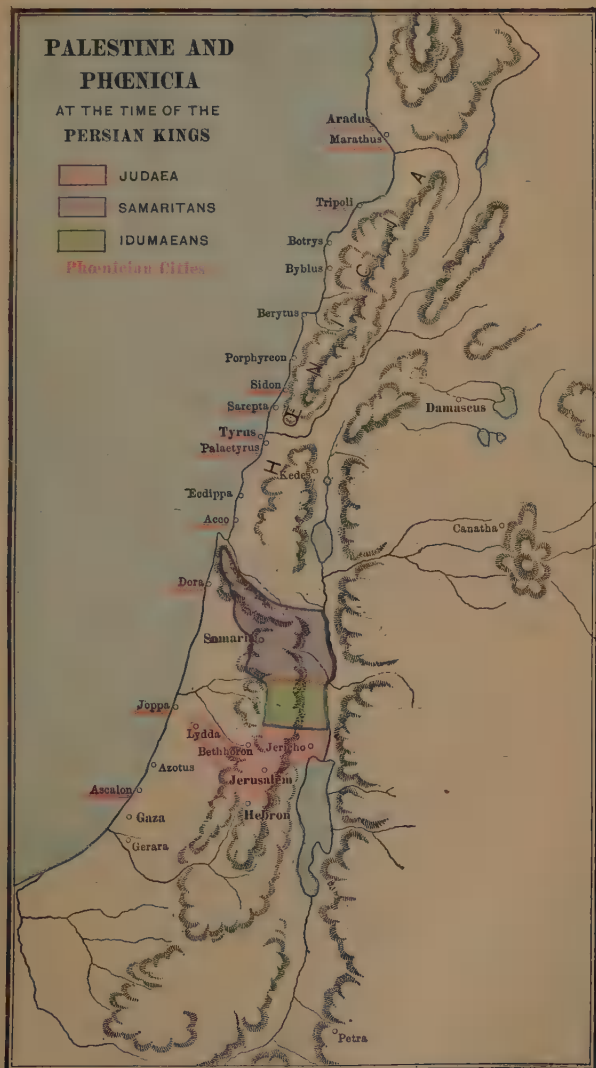 PALESTINE AND
PHŒNICIA
AT THE TIME OF THE
PERSIAN KINGS
JUDAEA
SAMARITANS
IDUMAEANS
Phœnician Cities
Aradus
Marathus
Tripoli
Botrys
Byblus
Berytus
Porphyreon
Sidon
Sarepta
Tyrus
Palaetyrus
HŒNICIA
Damascus
Kedes
Ecdippa
Acco
Canatha
Dora
Samaria
Joppa
Lydda
Bethhoron
Jericho
Azotus
Jerusalem
Ascalon
Hebron
Gaza
Gerara
Petra